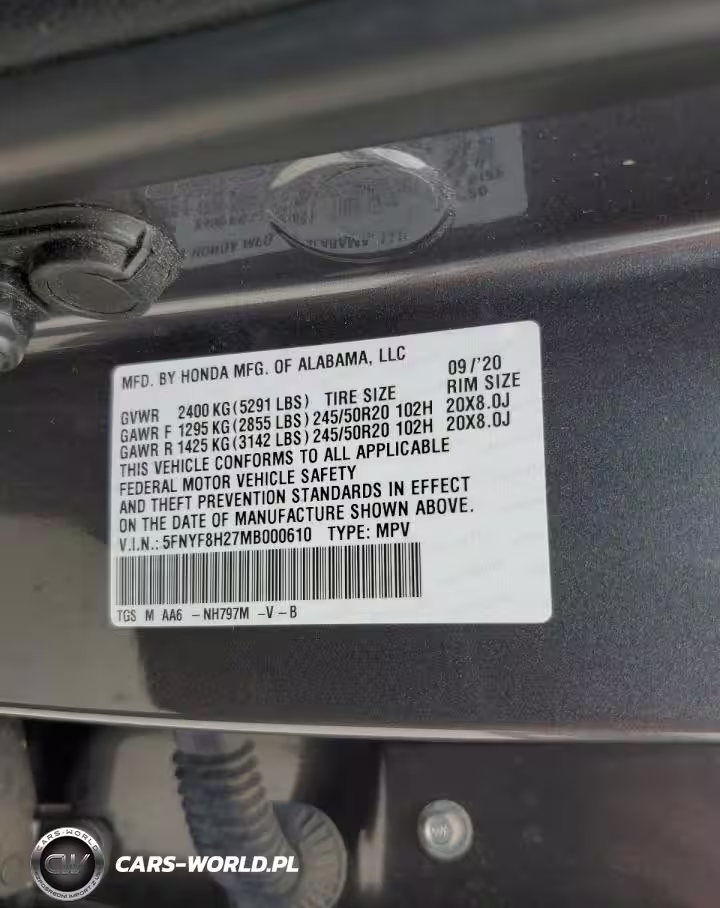 MFD. BY HONDA MFG. OF ALABAMA, LLC 09/'20
GVWR 2400 KG (5291 LBS) TIRE SIZE RIM SIZE
GAWR F 1295 KG (2855 LBS) 245/50R20 102H 20X8.0J
GAWR R 1425 KG (3142 LBS) 245/50R20 102H 20X8.0J
THIS VEHICLE CONFORMS TO ALL APPLICABLE
FEDERAL MOTOR VEHICLE SAFETY
AND THEFT PREVENTION STANDARDS IN EFFECT
ON THE DATE OF MANUFACTURE SHOWN ABOVE.
V.I.N.: 5FNYF8H27MB000610 TYPE: MPV
TGS M AA6 -NH797M -V-B
CARS-WORLD
CW
CARS-WORLD.PL